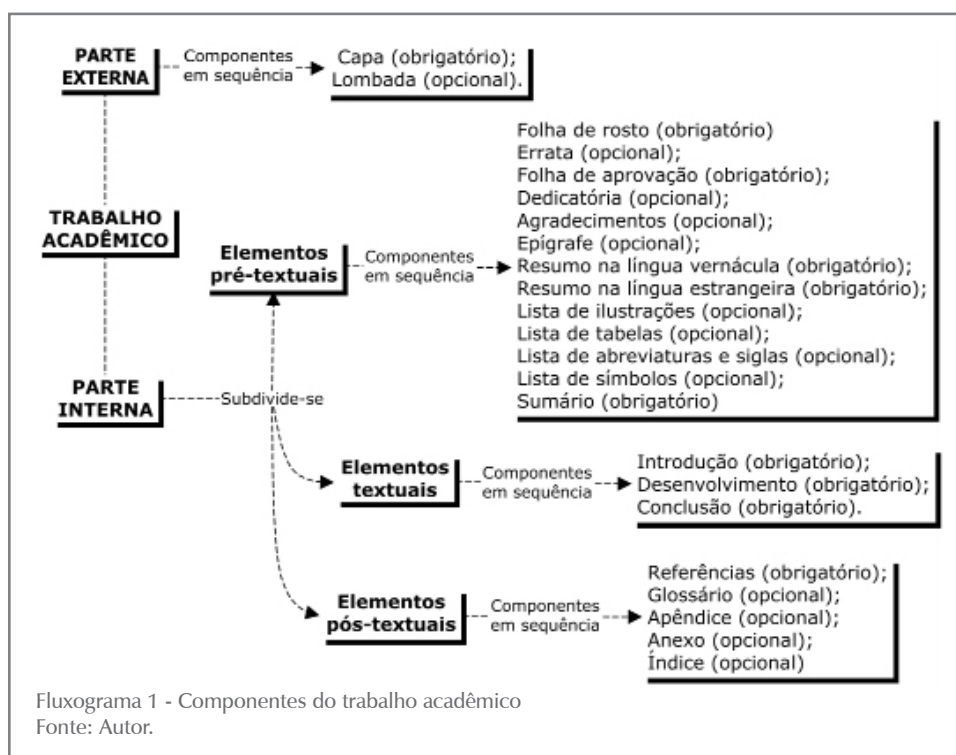 PARTE
EXTERNA
Componentes
em sequência
Capa (obrigatório);
Lombada (opcional).
TRABALHO
ACADÊMICO
Elementos
pré-textuais
Componentes
em sequência
Folha de rosto (obrigatório)
Errata (opcional);
Folha de aprovação (obrigatório);
Dedicatória (opcional);
Agradecimentos (opcional);
Epígrafe (opcional);
Resumo na língua vernácula (obrigatório);
Resumo na língua estrangeira (obrigatório);
Lista de ilustrações (opcional);
Lista de tabelas (opcional);
Lista de abreviaturas e siglas (opcional);
Lista de símbolos (opcional);
Sumário (obrigatório)
PARTE
INTERNA
Subdivide-se
Elementos
textuais
Componentes
em sequência
Introdução (obrigatório);
Desenvolvimento (obrigatório);
Conclusão (obrigatório).
Elementos
pós-textuais
Componentes
em sequência
Referências (obrigatório);
Glossário (opcional);
Apêndice (opcional);
Anexo (opcional);
Índice (opcional)
Fluxograma 1 - Componentes do trabalho acadêmico
Fonte: Autor.